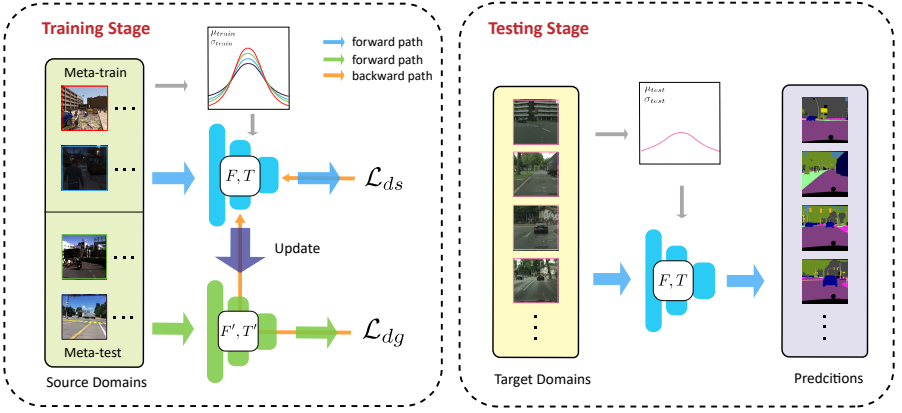 Training Stage
Meta-train
. . .
. . .
. . .
. . .
Meta-test
Source Domains
μtrain
σtrain
forward path
forward path
backward path
F, T
ℒds
Update
F′, T′
ℒdg
Testing Stage
Target Domains
μtest
σtest
F, T
Predcitions